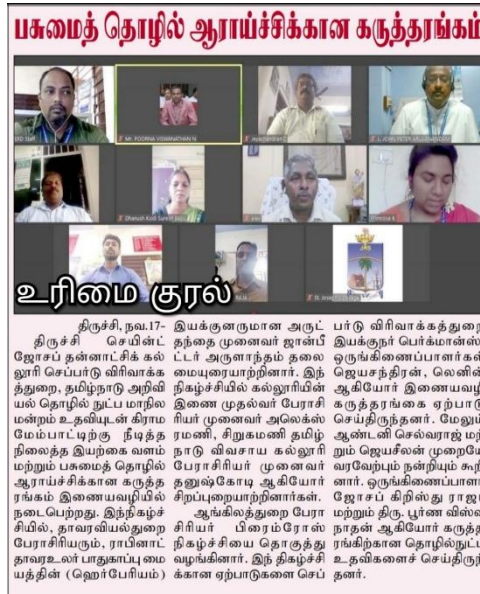 பசுமைத் தொழில் ஆராய்ச்சிக்கான கருத்தரங்கம்
Mr. POORNA VISWANATHAN N
உரிமை குரல்
திருச்சி, நவ.17-
திருச்சி செயின்ட்
ஜோசப் தன்னாட்சிக் கல்
லூரி செப்பர்டு விரிவாக்க
த்துறை, தமிழ்நாடு அறிவி
யல் தொழில் நுட்ப மாநில
மன்றம் உதவியுடன் கிராம
மேம்பாட்டிற்கு நீடித்த
நிலைத்த இயற்கை வளம்
மற்றும் பசுமைத் தொழில்
ஆராய்ச்சிக்கான கருத்த
ரங்கம் இணையவழியில்
நடைபெற்றது. இந்நிகழ்ச்
சியில், தாவரவியல்துறை
பேராசிரியரும், ராபினாட்
தாவரஉலர் பாதுகாப்பு மை
யத்தின் (ஹெர்பேரியம்)
இயக்குனருமான அருட்
தந்தை முனைவர் ஜான்பீ
ட்டர் அருளானந்தம் தலை
மையுரையாற்றினார். இந்
நிகழ்ச்சியில் கல்லூரியின்
இணை முதல்வர் பேராசி
ரியர் முனைவர் அலெக்ஸ்
ரமணி, சிறுகமணி தமிழ்
நாடு விவசாய கல்லூரி
பேராசிரியர் முனைவர்
தனுஷ்கோடி ஆகியோர்
சிறப்புறையாற்றினார்கள்.
ஆங்கிலத்துறை பேரா
சிரியர் பிரைம்ரோஸ்
நிகழ்ச்சியை தொகுத்து
வழங்கினார். இந் திகழ்ச்சி
க்கான ஏற்பாடுகளை செப்
பர்டு விரிவாக்கத்துறை
இயக்குநர் பெர்க்மான்ஸ்
ஒருங்கிணைப்பாளர்கள்
ஜெயசந்திரன், லெனின்
ஆகியோர் இணையவழி
கருத்தரங்கை ஏற்பாடு
செய்திருந்தனர். மேலும்
ஆண்டனி செல்வராஜ் மற்
றும் ஜெயசீலன் முறையே
வரவேற்பும் நன்றியும் கூறி
னார். ஒருங்கிணைப்பாளர்
ஜோசப் கிறிஸ்து ராஜா
மற்றும் திரு. பூர்ண விஸ்வ
நாதன் ஆகியோர் கருத்த
ரங்கிற்கான தொழில்நுட்ப
உதவிகளைச் செய்திருந்
தனர்.